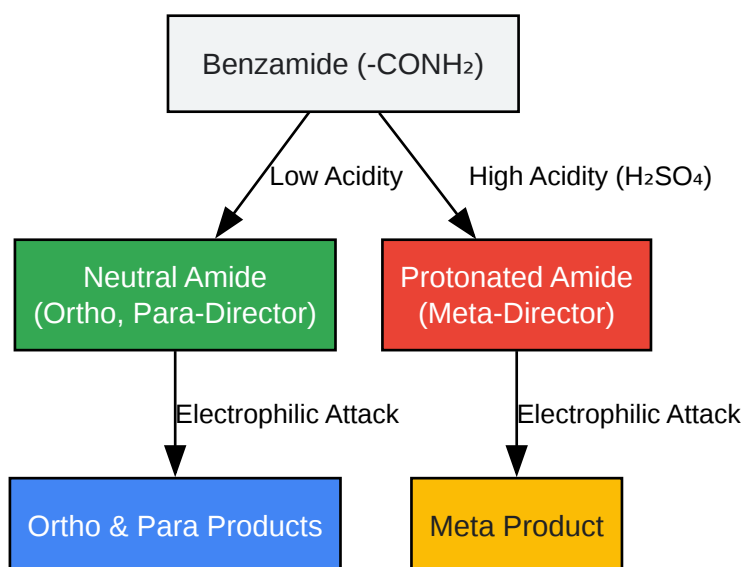 Benzamide (-CONH₂)
Low Acidity
High Acidity (H₂SO₄)
Neutral Amide
(Ortho, Para-Director)
Protonated Amide
(Meta-Director)
Electrophilic Attack
Electrophilic Attack
Ortho & Para Products
Meta Product